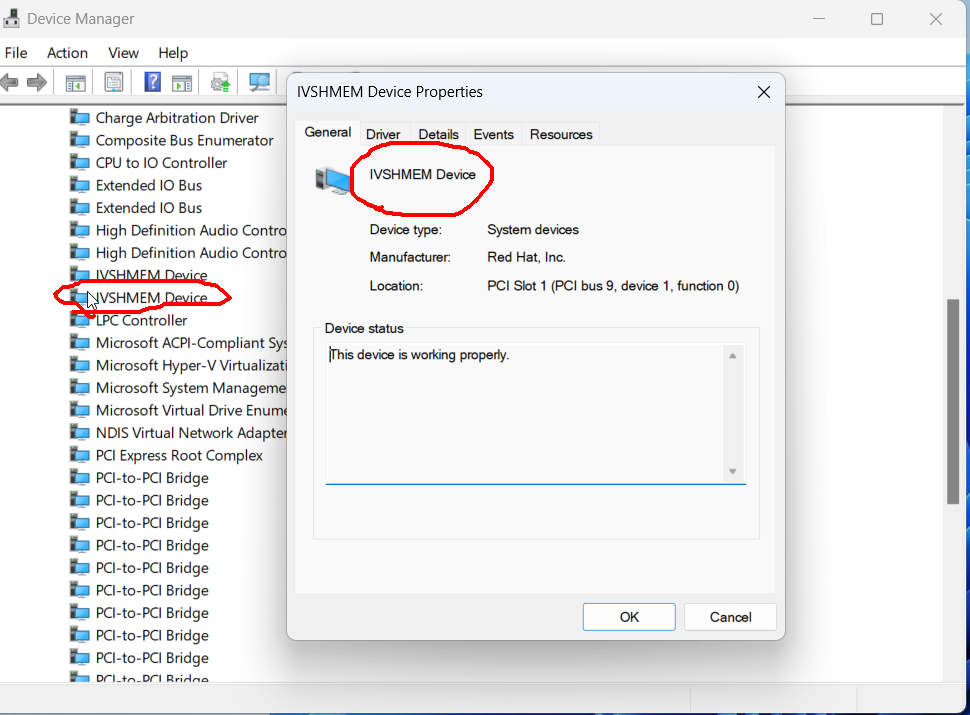 Device Manager
File Action View Help
Charge Arbitration Driver
Composite Bus Enumerator
CPU to IO Controller
Extended IO Bus
Extended IO Bus
High Definition Audio Contro
High Definition Audio Contro
IVSHMEM Device
IVSHMEM Device
LPC Controller
Microsoft ACPI-Compliant Sys
Microsoft Hyper-V Virtualizati
Microsoft System Manageme
Microsoft Virtual Drive Enume
NDIS Virtual Network Adapter
PCI Express Root Complex
PCI-to-PCI Bridge
PCI-to-PCI Bridge
PCI-to-PCI Bridge
PCI-to-PCI Bridge
PCI-to-PCI Bridge
PCI-to-PCI Bridge
PCI-to-PCI Bridge
PCI-to-PCI Bridge
PCI-to-PCI Bridge
PCI-to-PCI Bridge
IVSHMEM Device Properties
General Driver Details Events Resources
IVSHMEM Device
Device type: System devices
Manufacturer: Red Hat, Inc.
Location: PCI Slot 1 (PCI bus 9, device 1, function 0)
Device status
This device is working properly.
OK Cancel